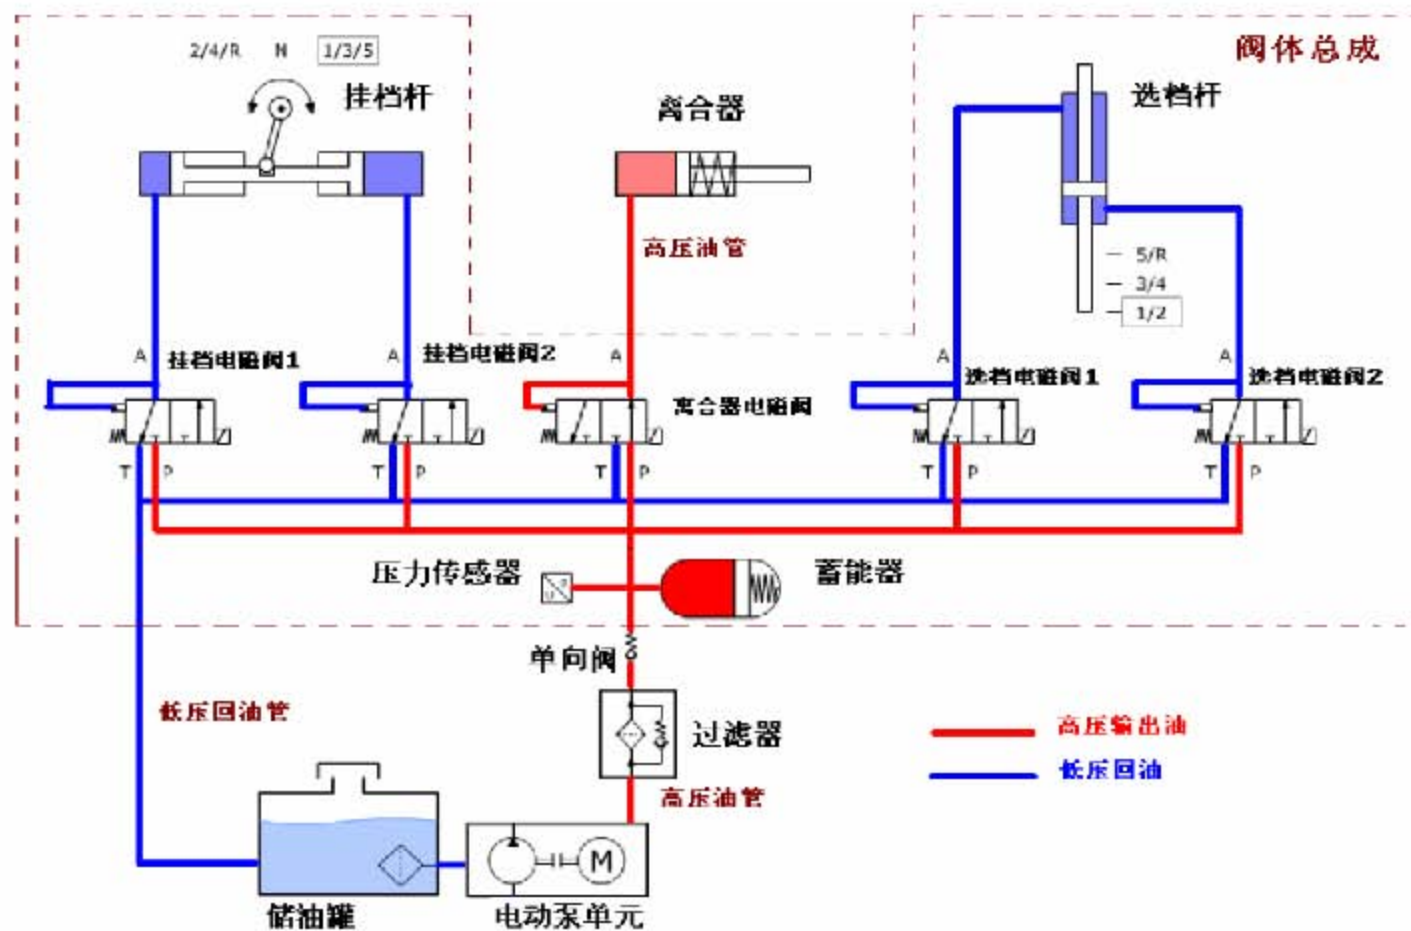 阀体总成
2/4/R N 1/3/5
挂档杆
离合器
选档杆
高压油管
5/R
3/4
1/2
A 挂档电磁阀1
A 挂档电磁阀2
A
离合器电磁阀
A 选档电磁阀1
A 选档电磁阀2
T P
T P
T P
T P
T P
压力传感器
蓄能器
单向阀
低压回油管
过滤器
高压输出油
低压回油
高压油管
M
储油罐
电动泵单元